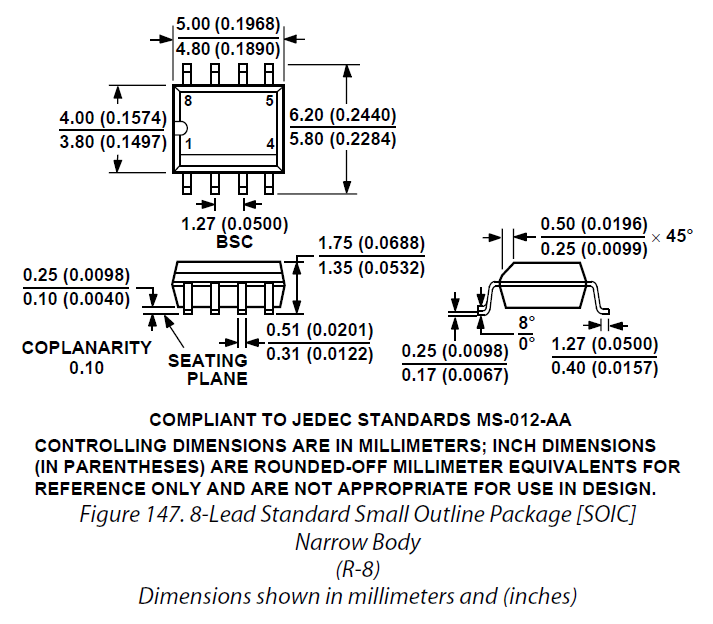 5.00 (0.1968)
4.80 (0.1890)
8
5
1
4
4.00 (0.1574)
3.80 (0.1497)
6.20 (0.2440)
5.80 (0.2284)
1.27 (0.0500)
BSC
0.50 (0.0196)
0.25 (0.0099)
× 45°
1.75 (0.0688)
1.35 (0.0532)
0.25 (0.0098)
0.10 (0.0040)
COPLANARITY
0.10
SEATING
PLANE
0.51 (0.0201)
0.31 (0.0122)
0.25 (0.0098)
0.17 (0.0067)
8°
0°
1.27 (0.0500)
0.40 (0.0157)
COMPLIANT TO JEDEC STANDARDS MS-012-AA
CONTROLLING DIMENSIONS ARE IN MILLIMETERS; INCH DIMENSIONS
(IN PARENTHESES) ARE ROUNDED-OFF MILLIMETER EQUIVALENTS FOR
REFERENCE ONLY AND ARE NOT APPROPRIATE FOR USE IN DESIGN.
Figure 147. 8-Lead Standard Small Outline Package [SOIC]
Narrow Body
(R-8)
Dimensions shown in millimeters and (inches)